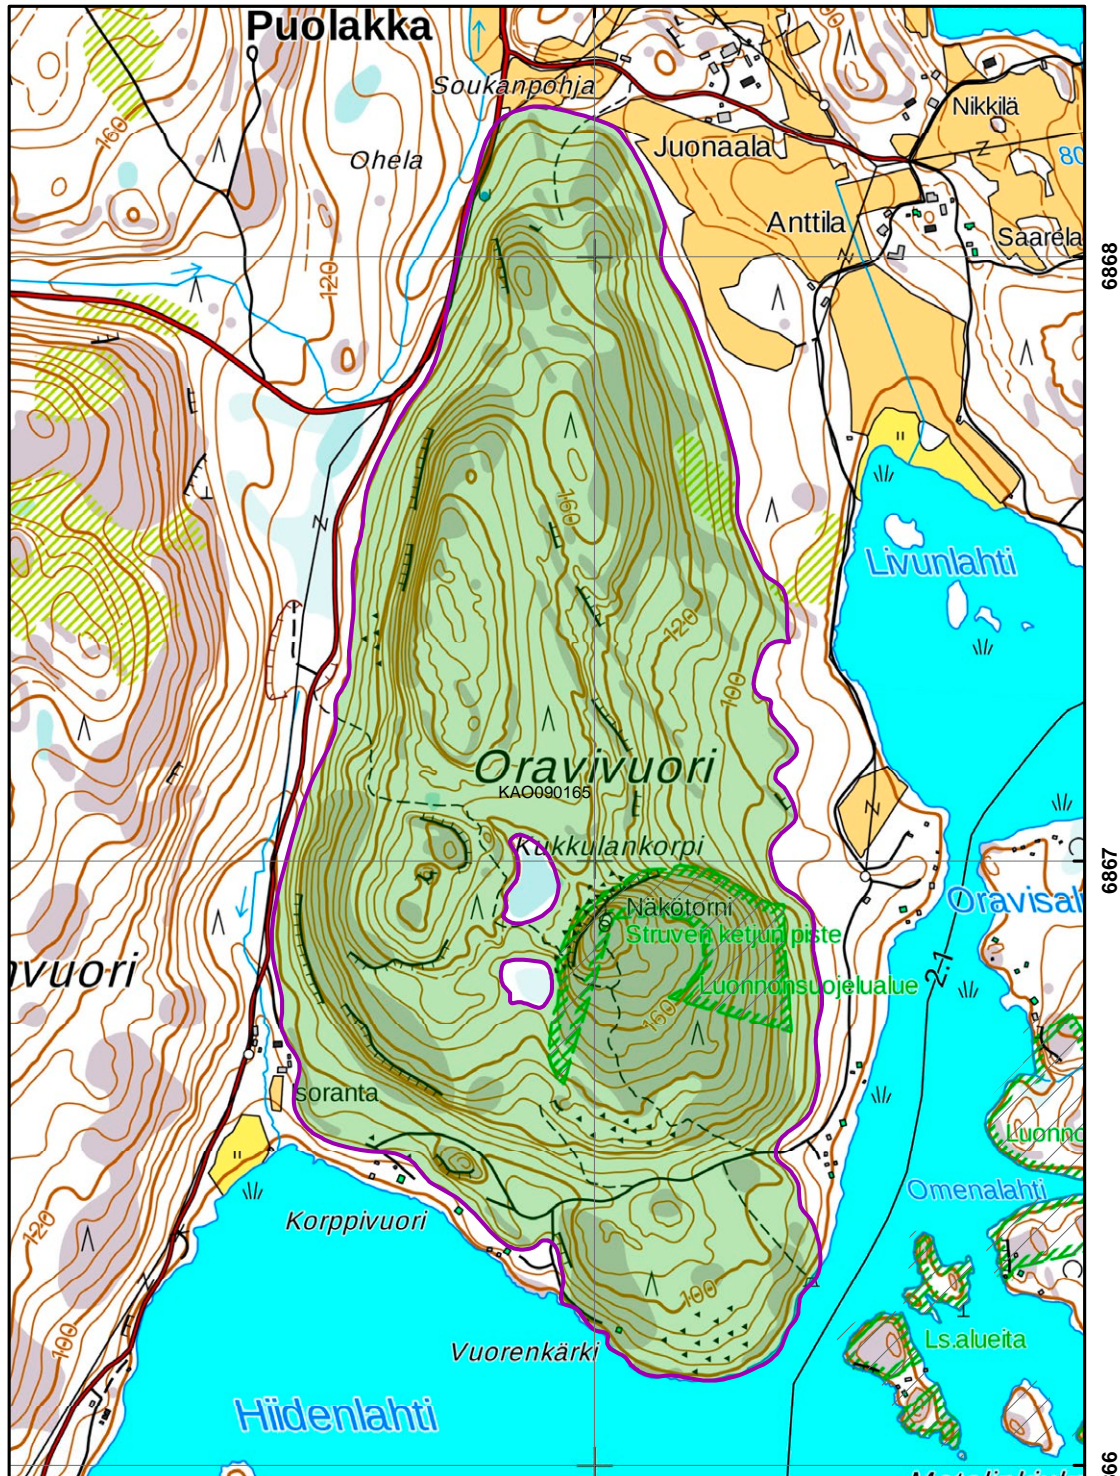 Puolakka
Soukanpohja
Nikkilä
160
Ohela
Juonaala
80
Anttila
Saarela
6868
120
160
Livunlahti
120
100
Oravivuori
KAO090165
Kukkulankorpi
6867
Näkötorni
Oravisal
Struven ketjun piste
vuori
2.1
Luonnonsuojelualue
160
soranta
Luonno
Omenalahti
Korppivuori
120
100
100
Ls.alueita
Vuorenkärki
Hiidenlahti
66